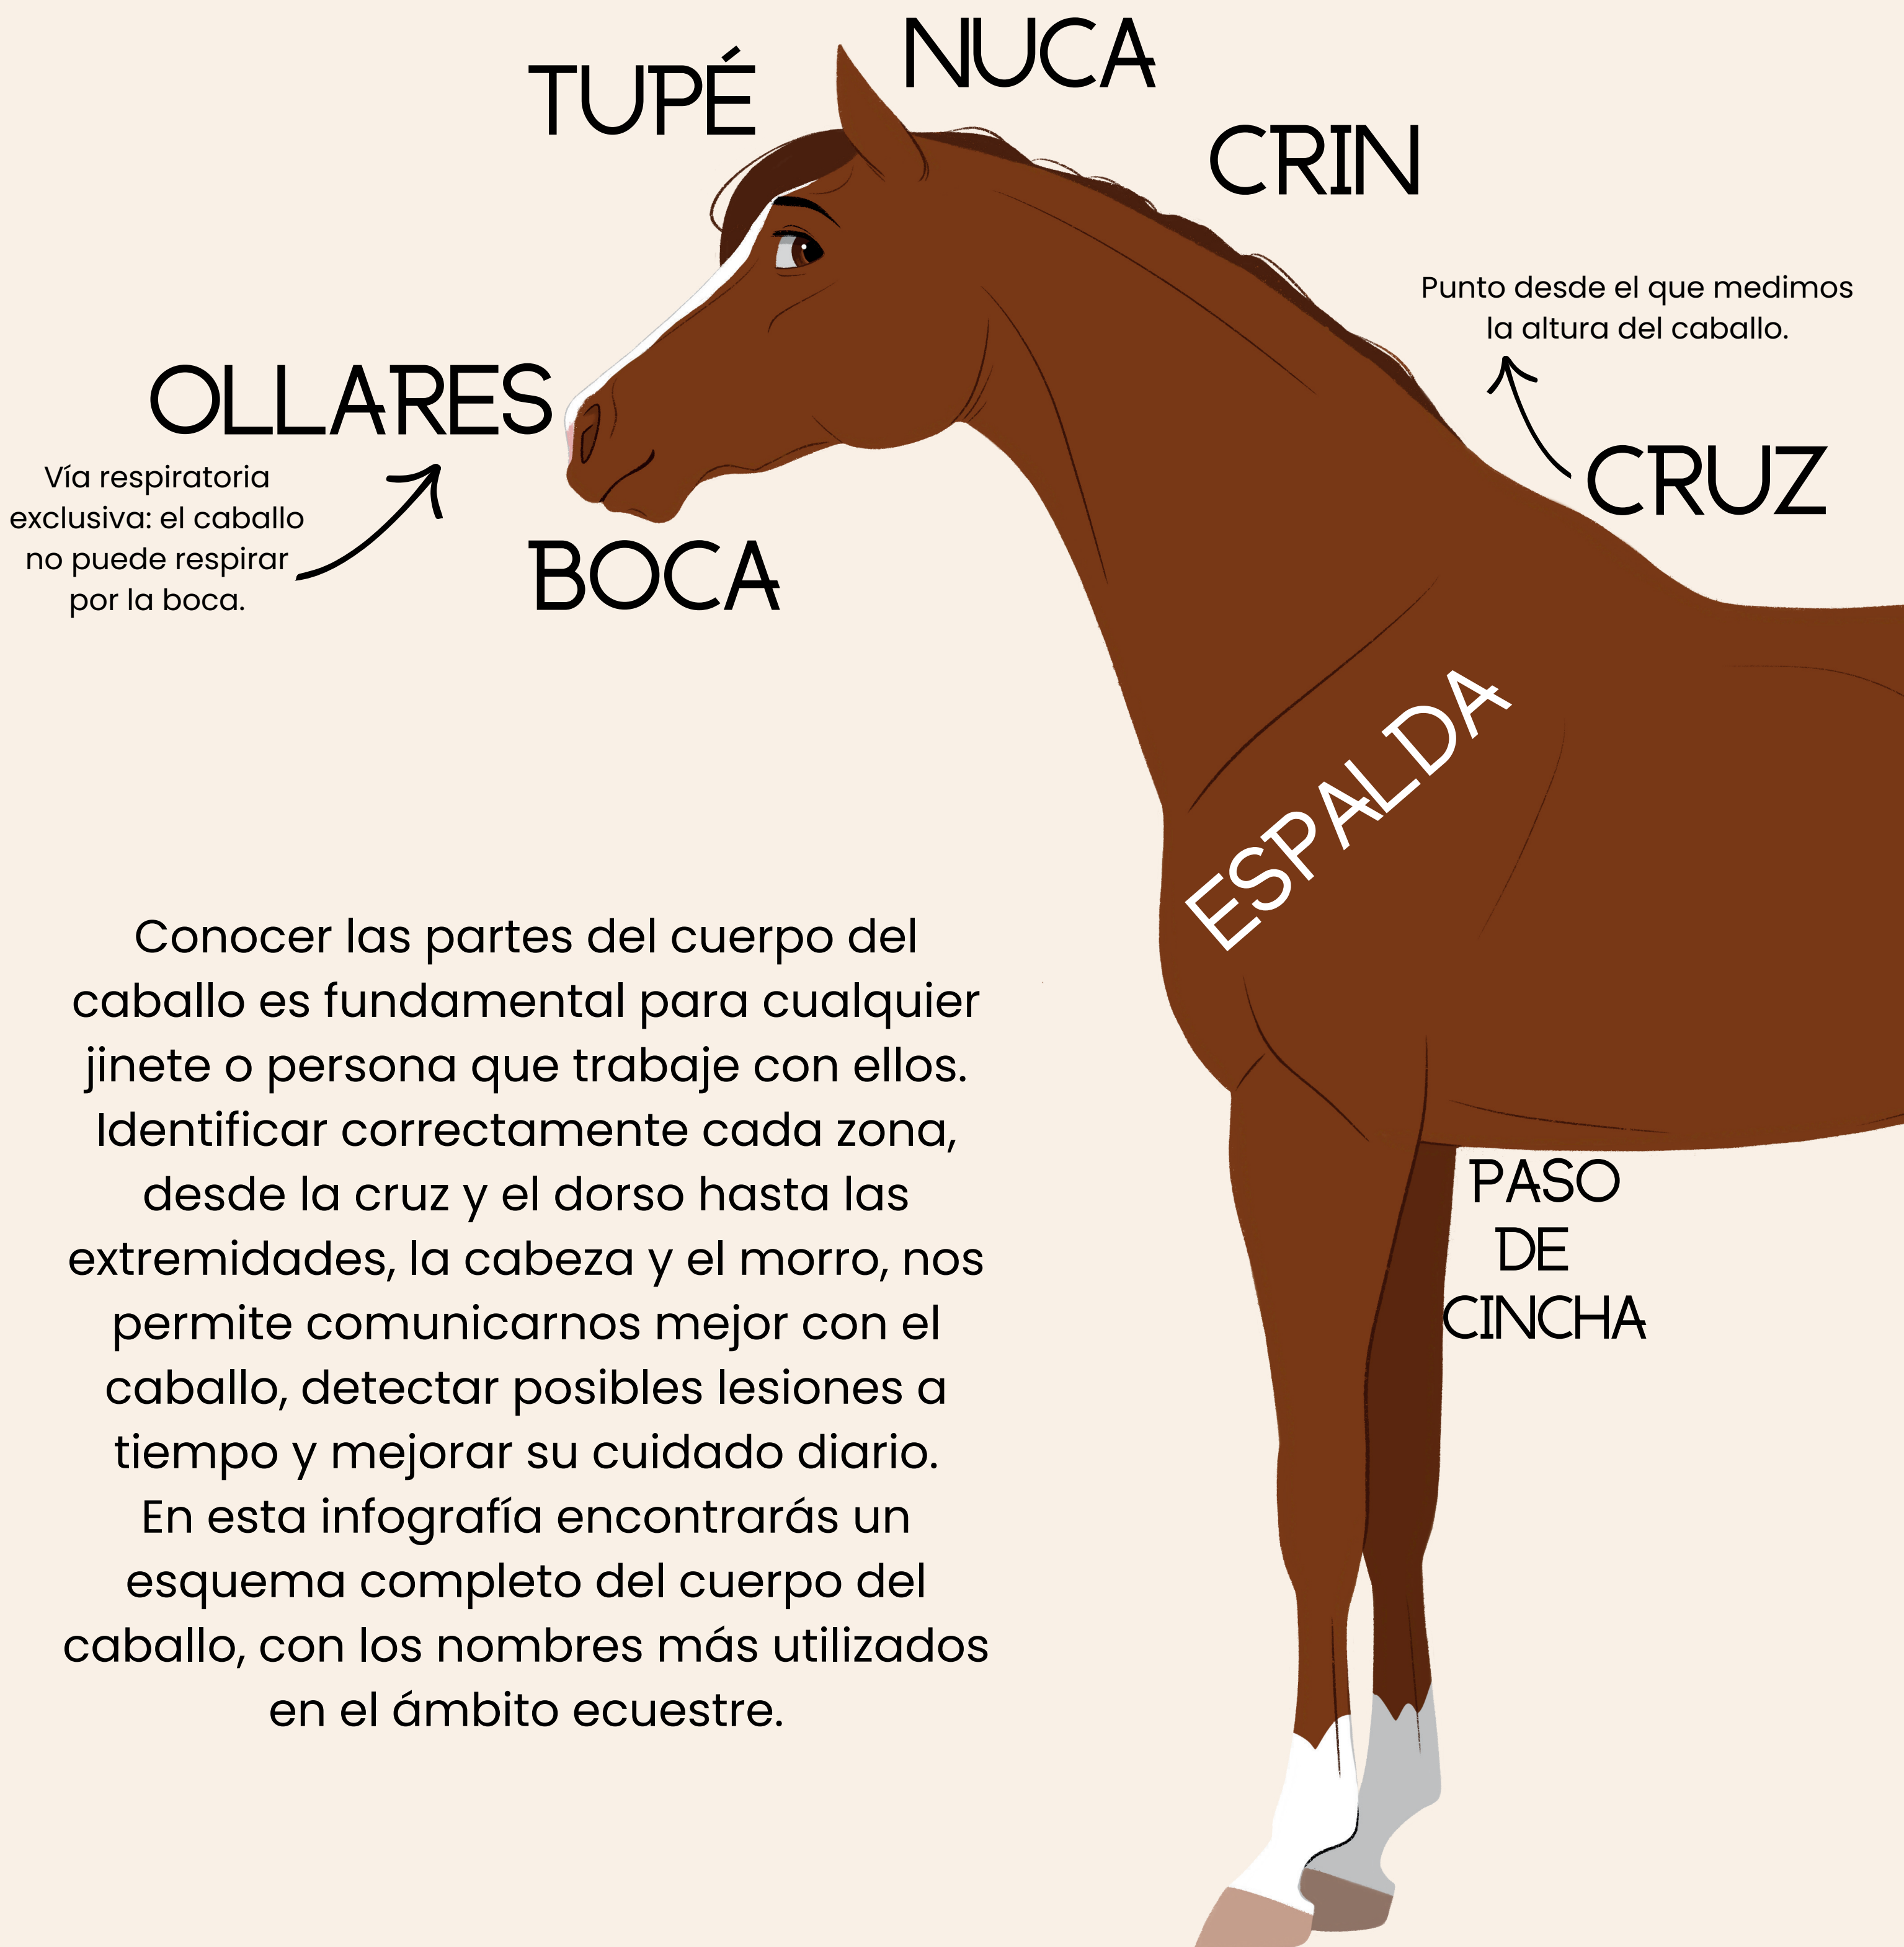 NUCA
TUPÉ
CRIN
Punto desde el que medimos
la altura del caballo.
OLLARES
CRUZ
Vía respiratoria
exclusiva: el caballo
no puede respirar
por la boca.
BOCA
ESPALDA
Conocer las partes del cuerpo del
caballo es fundamental para cualquier
jinete o persona que trabaje con ellos.
Identificar correctamente cada zona,
desde la cruz y el dorso hasta las
extremidades, la cabeza y el morro, nos
permite comunicarnos mejor con el
caballo, detectar posibles lesiones a
tiempo y mejorar su cuidado diario.
En esta infografía encontrarás un
esquema completo del cuerpo del
caballo, con los nombres más utilizados
en el ámbito ecuestre.
PASO
DE
CINCHA